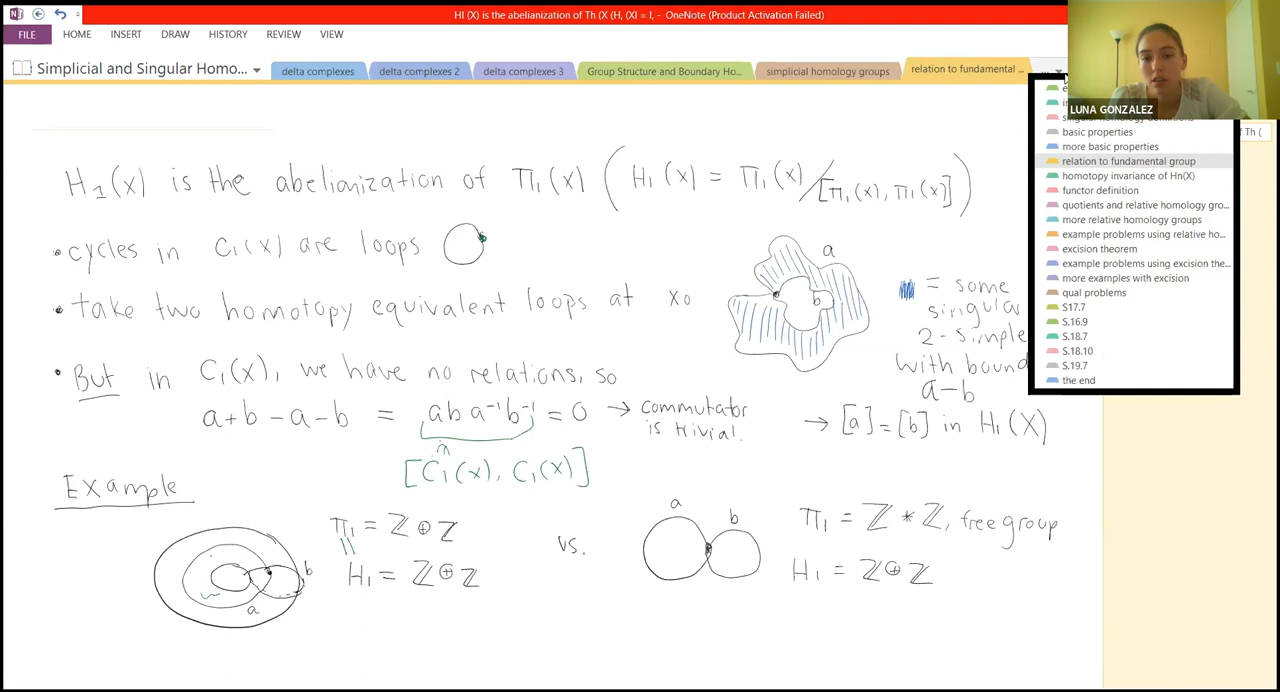 HI (X) is the abelianization of Th (X (H, (XI = 1, - OneNote (Product Activation Failed)
FILE HOME INSERT DRAW HISTORY REVIEW VIEW
Simplicial and Singular Homo...
delta complexes
delta complexes 2
delta complexes 3
Group Structure and Boundary Ho...
simplicial homology groups
relation to fundamental ...
LUNA GONZALEZ
basic properties
more basic properties
relation to fundamental group
homotopy invariance of Hn(X)
functor definition
quotients and relative homology gro...
more relative homology groups
example problems using relative ho...
excision theorem
example problems using excision the...
more examples with excision
qual problems
S17.7
S.16.9
S.18.7
S.18.10
S.19.7
the end
of Th (
H1(x) is the abelianization of π1(x) (H1(x) = π1(x)/[π1(x), π1(x)])
• cycles in C1(x) are loops
• take two homotopy equivalent loops at x0
a
b
= some
singular
2-simple
with bound
a-b
→ [a]=[b] in H1(X)
• But in C1(x), we have no relations, so
a+b-a-b = aba⁻¹b⁻¹ = 0 → commutator
is trivial.
[C1(x), C1(x)]
Example
a
b
π1 = ℤ ⊕ ℤ
H1 = ℤ ⊕ ℤ
vs.
a
b
π1 = ℤ * ℤ, free group
H1 = ℤ ⊕ ℤ